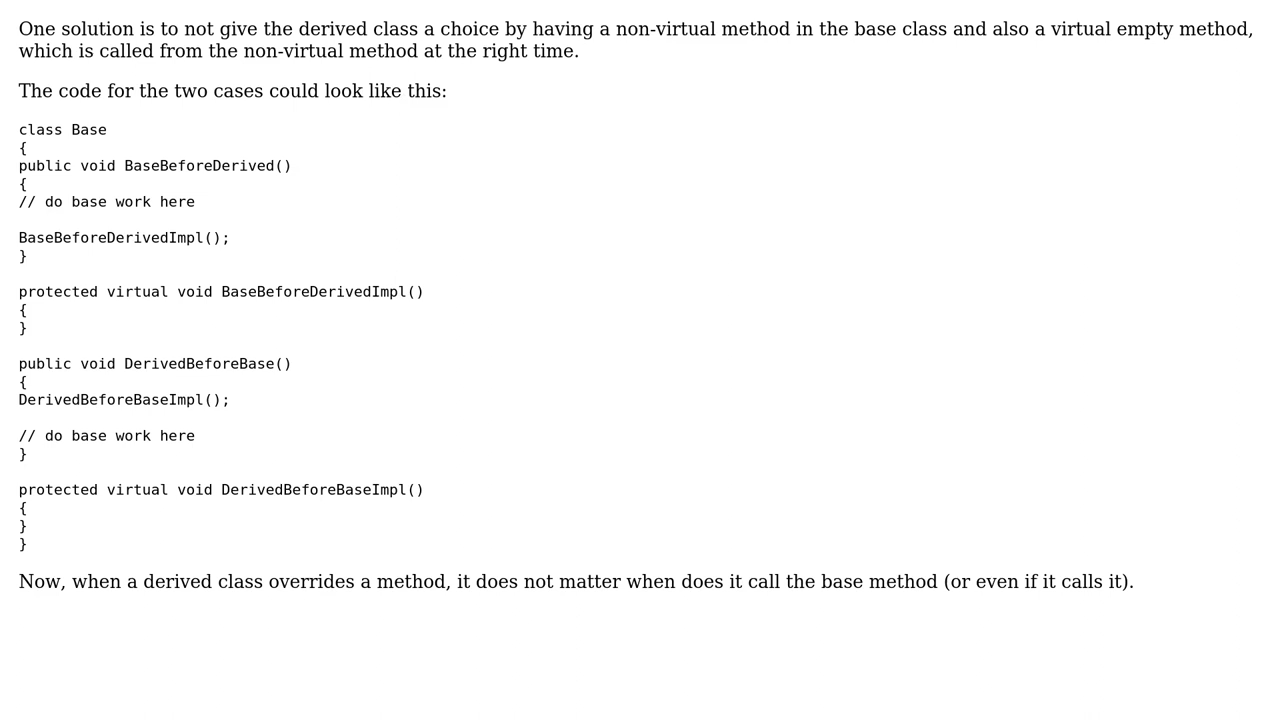 One solution is to not give the derived class a choice by having a non-virtual method in the base class and also a virtual empty method,
which is called from the non-virtual method at the right time.
The code for the two cases could look like this:
class Base
{
public void BaseBeforeDerived()
{
// do base work here
BaseBeforeDerivedImpl();
}
protected virtual void BaseBeforeDerivedImpl()
{
}
public void DerivedBeforeBase()
{
DerivedBeforeBaseImpl();
// do base work here
}
protected virtual void DerivedBeforeBaseImpl()
{
}
}
Now, when a derived class overrides a method, it does not matter when does it call the base method (or even if it calls it).